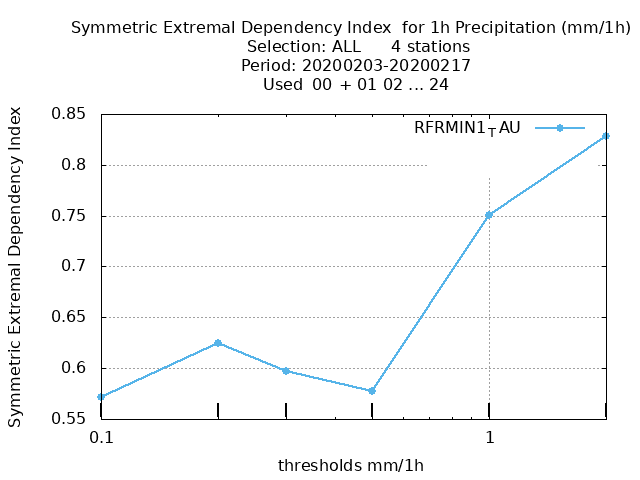 Symmetric Extremal Dependency Index  for 1h Precipitation (mm/1h)
Selection: ALL      4 stations
Period: 20200203-20200217
Used  00  + 01 02 ... 24
RFRMIN1_TAU
0.85
0.8
0.75
0.7
0.65
0.6
0.55
Symmetric Extremal Dependency Index
0.1
1
thresholds mm/1h